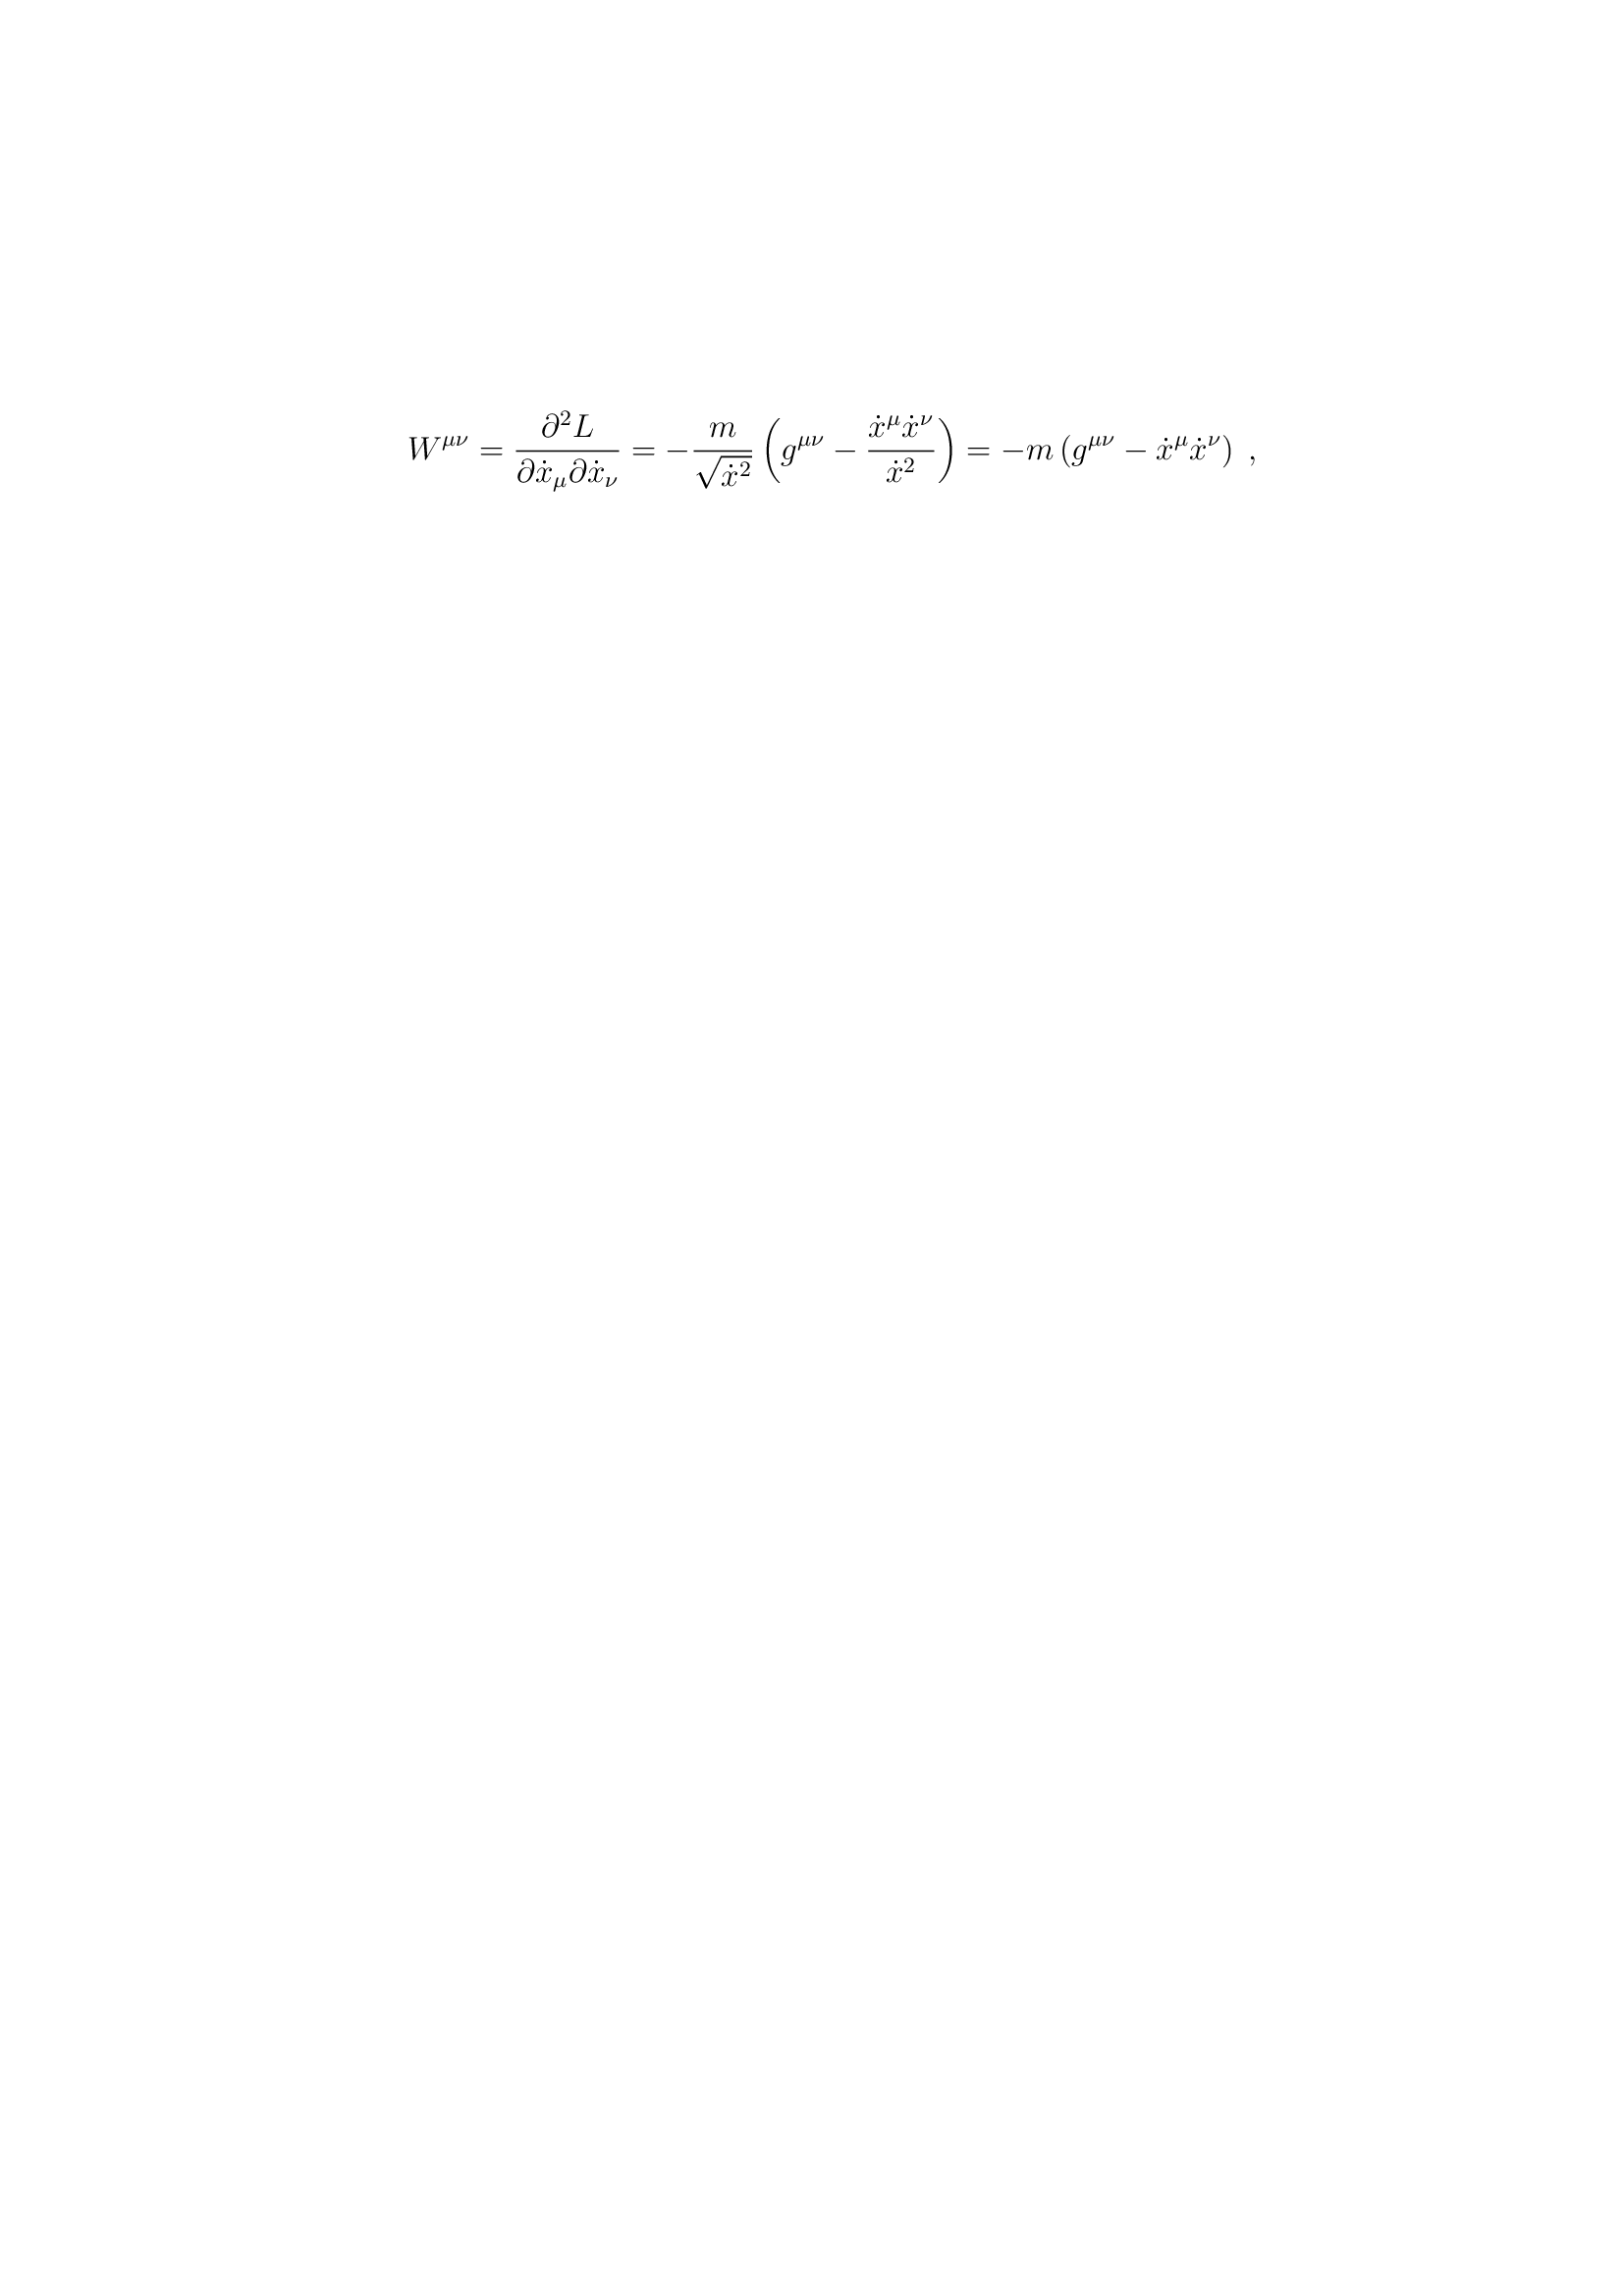 $W^{\mu\nu} = \frac{\partial^2 L}{\partial \dot{x}_\mu \partial \dot{x}_\nu} = -\frac{m}{\sqrt{\dot{x}^2}} \left( g^{\mu\nu} - \frac{\dot{x}^\mu \dot{x}^\nu}{\dot{x}^2} \right) = -m \left( g^{\mu\nu} - \dot{x}^\mu \dot{x}^\nu \right) \ ,$